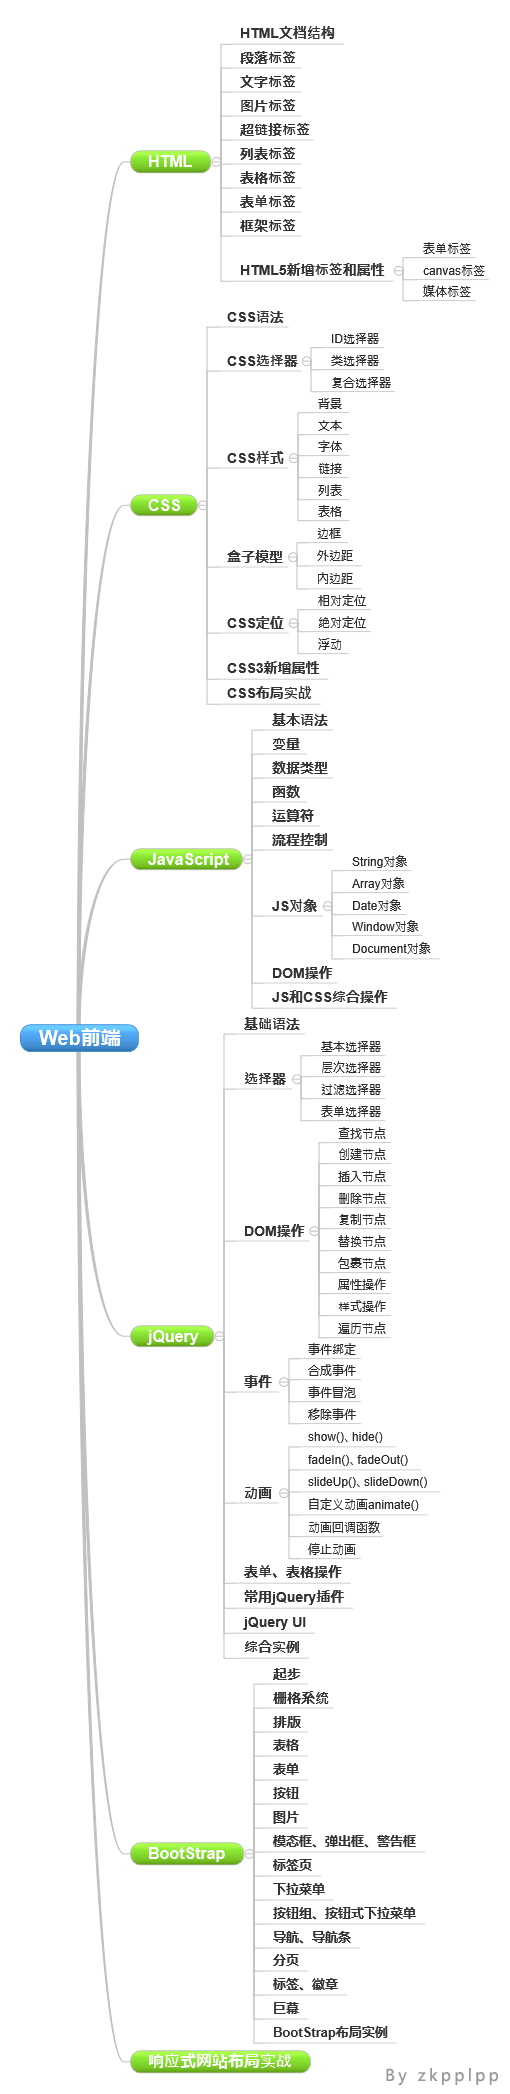 Web前端
HTML
HTML文档结构
段落标签
文字标签
图片标签
超链接标签
列表标签
表格标签
表单标签
框架标签
HTML5新增标签和属性
表单标签
canvas标签
媒体标签
CSS
CSS语法
CSS选择器
ID选择器
类选择器
复合选择器
CSS样式
背景
文本
字体
链接
列表
表格
盒子模型
边框
外边距
内边距
CSS定位
相对定位
绝对定位
浮动
CSS3新增属性
CSS布局实战
JavaScript
基本语法
变量
数据类型
函数
运算符
流程控制
JS对象
String对象
Array对象
Date对象
Window对象
Document对象
DOM操作
JS和CSS综合操作
jQuery
基础语法
选择器
基本选择器
层次选择器
过滤选择器
表单选择器
DOM操作
查找节点
创建节点
插入节点
删除节点
复制节点
替换节点
包裹节点
属性操作
样式操作
遍历节点
事件
事件绑定
合成事件
事件冒泡
移除事件
动画
show()、hide()
fadeIn()、fadeOut()
slideUp()、slideDown()
自定义动画animate()
动画回调函数
停止动画
表单、表格操作
常用jQuery插件
jQuery UI
综合实例
BootStrap
起步
栅格系统
排版
表格
表单
按钮
图片
模态框、弹出框、警告框
标签页
下拉菜单
按钮组、按钮式下拉菜单
导航、导航条
分页
标签、徽章
巨幕
BootStrap布局实例
响应式网站布局实战
By zkpplpp